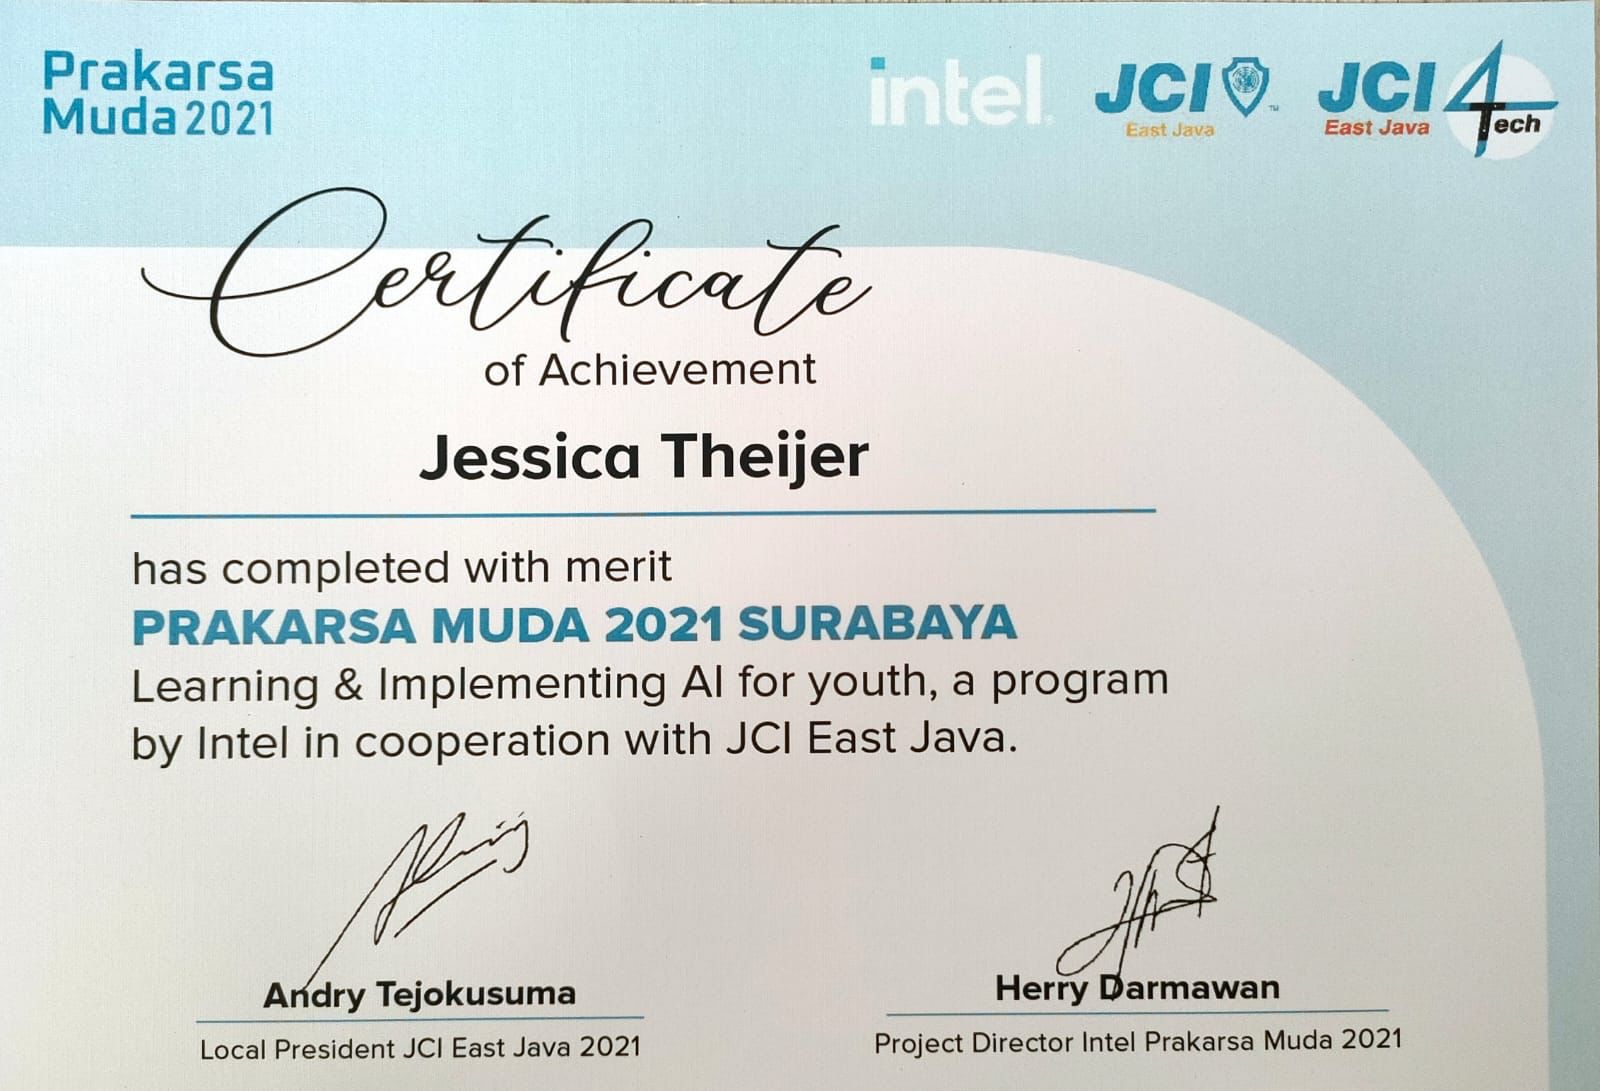 Prakarsa
Muda 2021
intel.
JCI
East Java
JCI 4Tech
East Java
Certificate
of Achievement
Jessica Theijer
has completed with merit
PRAKARSA MUDA 2021 SURABAYA
Learning & Implementing AI for youth, a program
by Intel in cooperation with JCI East Java.
Andry Tejokusuma
Local President JCI East Java 2021
Herry Darmawan
Project Director Intel Prakarsa Muda 2021